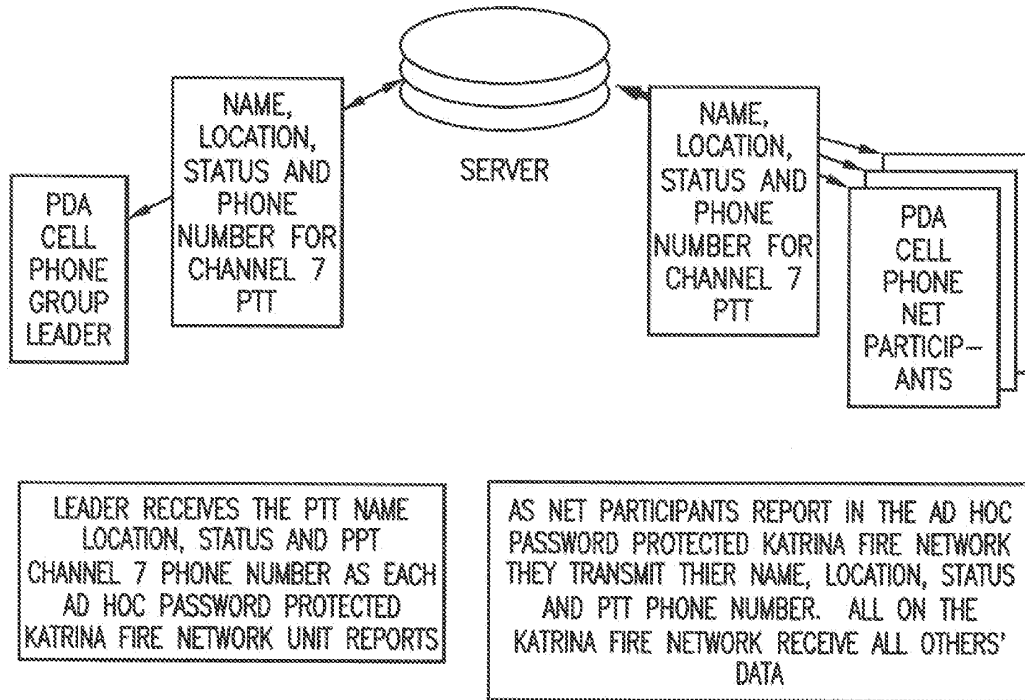 NAME,
LOCATION,
STATUS AND
PHONE
NUMBER FOR
CHANNEL 7
PTT
SERVER
NAME,
LOCATION,
STATUS AND
PHONE
NUMBER FOR
CHANNEL 7
PTT
PDA
CELL
PHONE
GROUP
LEADER
PDA
CELL
PHONE
NET
PARTICIP-
ANTS
LEADER RECEIVES THE PTT NAME
LOCATION, STATUS AND PPT
CHANNEL 7 PHONE NUMBER AS EACH
AD HOC PASSWORD PROTECTED
KATRINA FIRE NETWORK UNIT REPORTS
AS NET PARTICIPANTS REPORT IN THE AD HOC
PASSWORD PROTECTED KATRINA FIRE NETWORK
THEY TRANSMIT THIER NAME, LOCATION, STATUS
AND PTT PHONE NUMBER. ALL ON THE
KATRINA FIRE NETWORK RECEIVE ALL OTHERS'
DATA